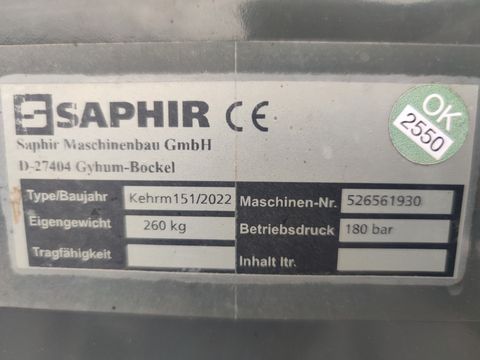 SAPHIR CE
Saphir Maschinenbau GmbH
D-27404 Gyhum-Bockel
OK
2550
Type/Baujahr Kehrm151/2022 Maschinen-Nr. 526561930
Eigengewicht 260 kg Betriebsdruck 180 bar
Tragfähigkeit Inhalt ltr.